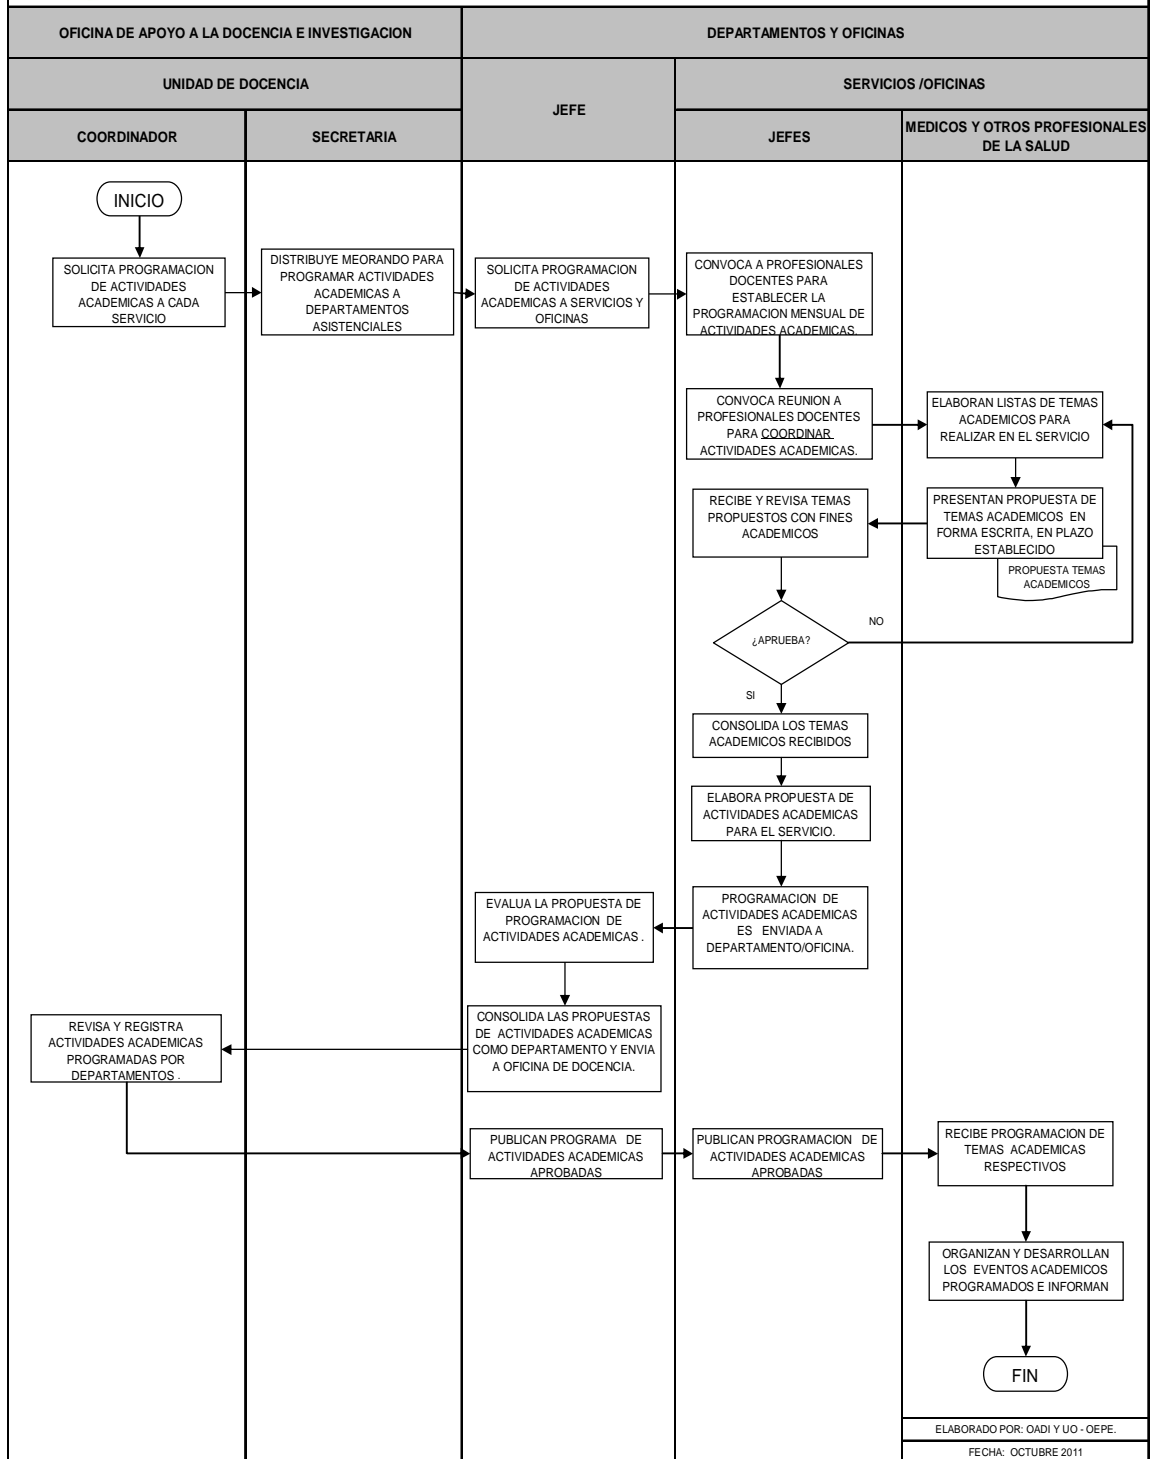 OFICINA DE APOYO A LA DOCENCIA E INVESTIGACION
DEPARTAMENTOS Y OFICINAS
UNIDAD DE DOCENCIA
JEFE
SERVICIOS /OFICINAS
COORDINADOR
SECRETARIA
JEFES
MEDICOS Y OTROS PROFESIONALES
DE LA SALUD
INICIO
SOLICITA PROGRAMACION
DE ACTIVIDADES
ACADEMICAS A CADA
SERVICIO
DISTRIBUYE MEORANDO PARA
PROGRAMAR ACTIVIDADES
ACADEMICAS A
DEPARTAMENTOS
ASISTENCIALES
SOLICITA PROGRAMACION
DE ACTIVIDADES
ACADEMICAS A SERVICIOS Y
OFICINAS
CONVOCA A PROFESIONALES
DOCENTES PARA
ESTABLECER LA
PROGRAMACION MENSUAL DE
ACTIVIDADES ACADEMICAS.
CONVOCA REUNION A
PROFESIONALES DOCENTES
PARA COORDINAR
ACTIVIDADES ACADEMICAS.
ELABORAN LISTAS DE TEMAS
ACADEMICOS PARA
REALIZAR EN EL SERVICIO
PRESENTAN PROPUESTA DE
TEMAS ACADEMICOS EN
FORMA ESCRITA, EN PLAZO
ESTABLECIDO
PROPUESTA TEMAS
ACADEMICOS
RECIBE Y REVISA TEMAS
PROPUESTOS CON FINES
ACADEMICOS
¿APRUEBA?
NO
SI
CONSOLIDA LOS TEMAS
ACADEMICOS RECIBIDOS
ELABORA PROPUESTA DE
ACTIVIDADES ACADEMICAS
PARA EL SERVICIO.
PROGRAMACION DE
ACTIVIDADES ACADEMICAS
ES ENVIADA A
DEPARTAMENTO/OFICINA.
EVALUA LA PROPUESTA DE
PROGRAMACION DE
ACTIVIDADES ACADEMICAS .
CONSOLIDA LAS PROPUESTAS
DE ACTIVIDADES ACADEMICAS
COMO DEPARTAMENTO Y ENVIA
A OFICINA DE DOCENCIA.
REVISA Y REGISTRA
ACTIVIDADES ACADEMICAS
PROGRAMADAS POR
DEPARTAMENTOS .
PUBLICAN PROGRAMA DE
ACTIVIDADES ACADEMICAS
APROBADAS
PUBLICAN PROGRAMACION DE
ACTIVIDADES ACADEMICAS
APROBADAS
RECIBE PROGRAMACION DE
TEMAS ACADEMICAS
RESPECTIVOS
ORGANIZAN Y DESARROLLAN
LOS EVENTOS ACADEMICOS
PROGRAMADOS E INFORMAN
FIN
ELABORADO POR: OADI Y UO - OEPE.
FECHA: OCTUBRE 2011